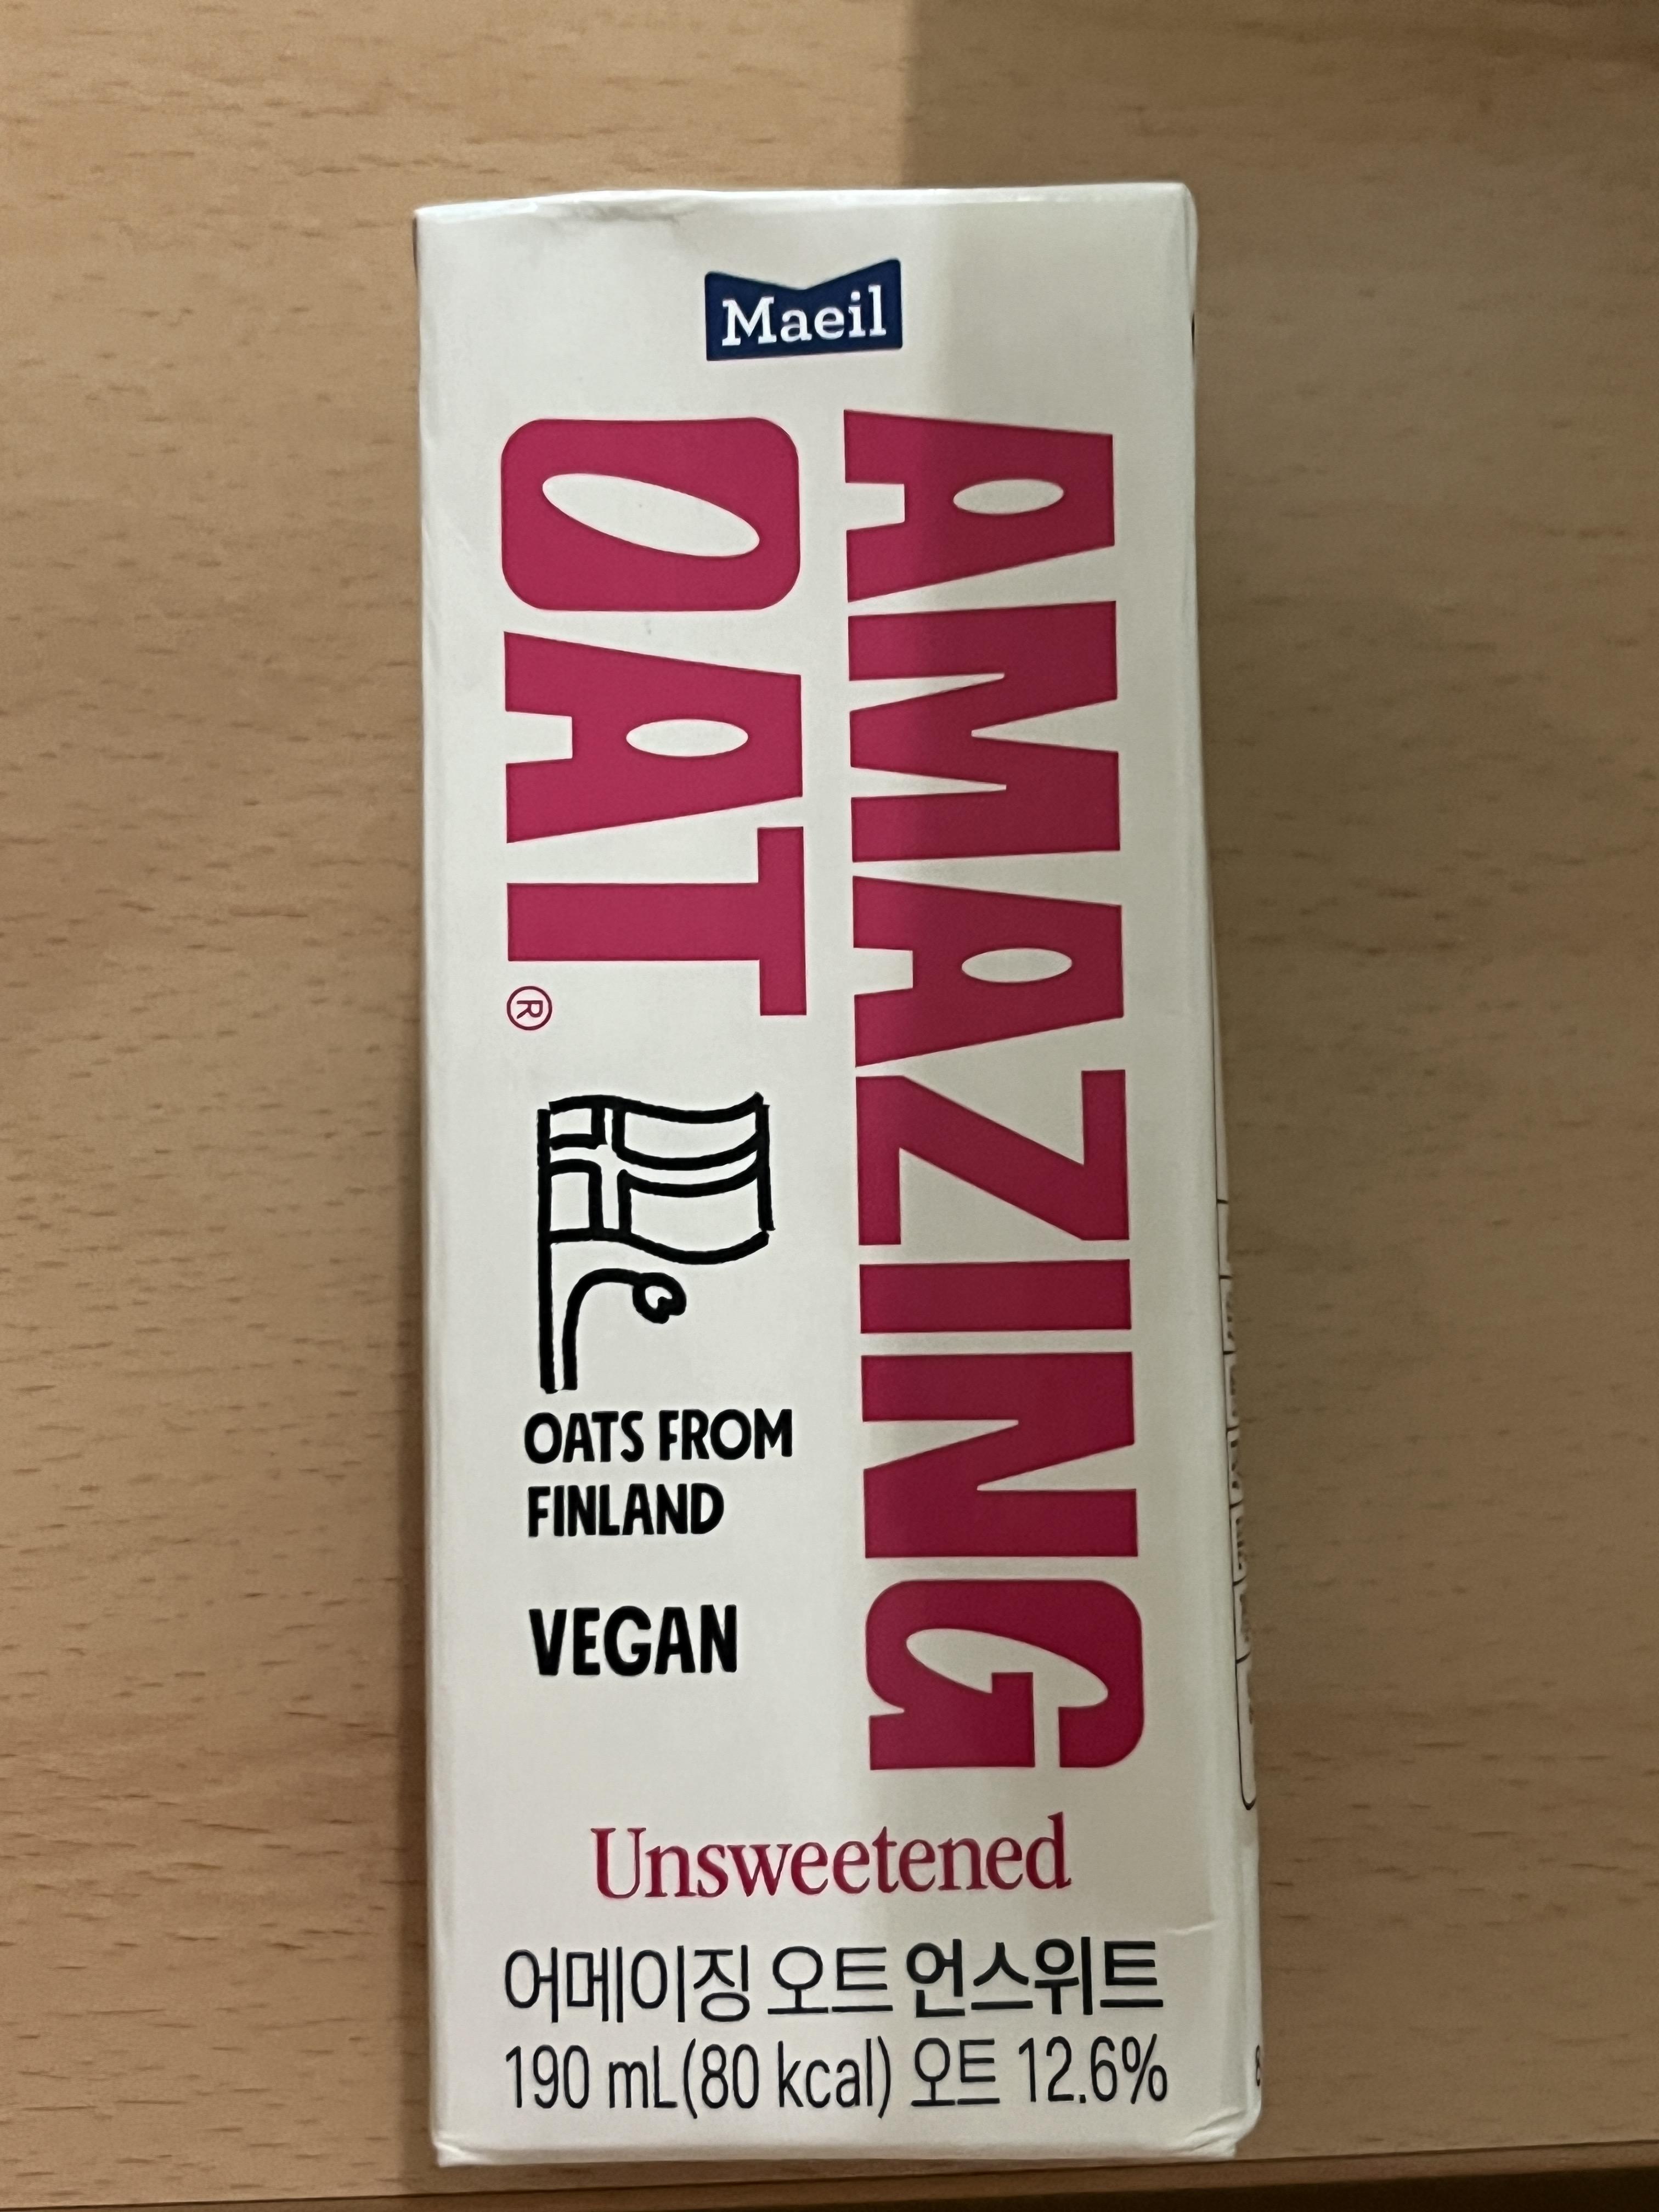 Maeil
AMAZING
OAT®
OATS FROM
FINLAND
VEGAN
Unsweetened
어메이징 오트 언스위트
190 mL(80 kcal) 오트 12.6%